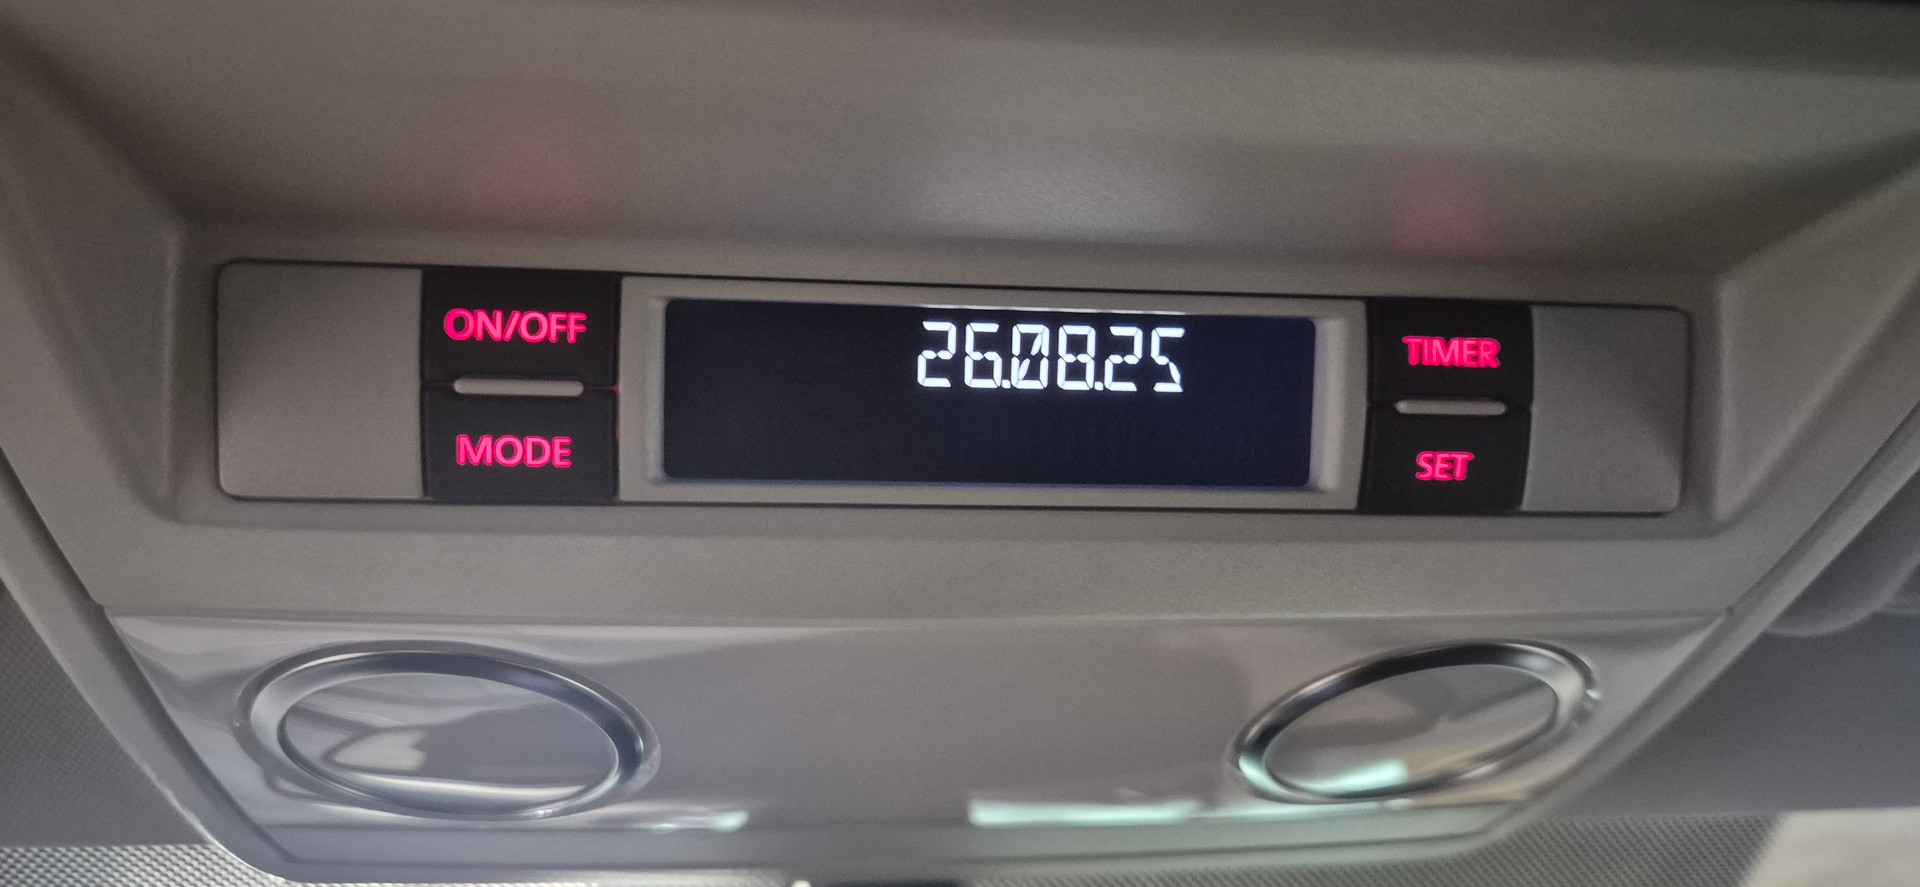 ON/OFF
MODE
26.08.25
TIMER
SET